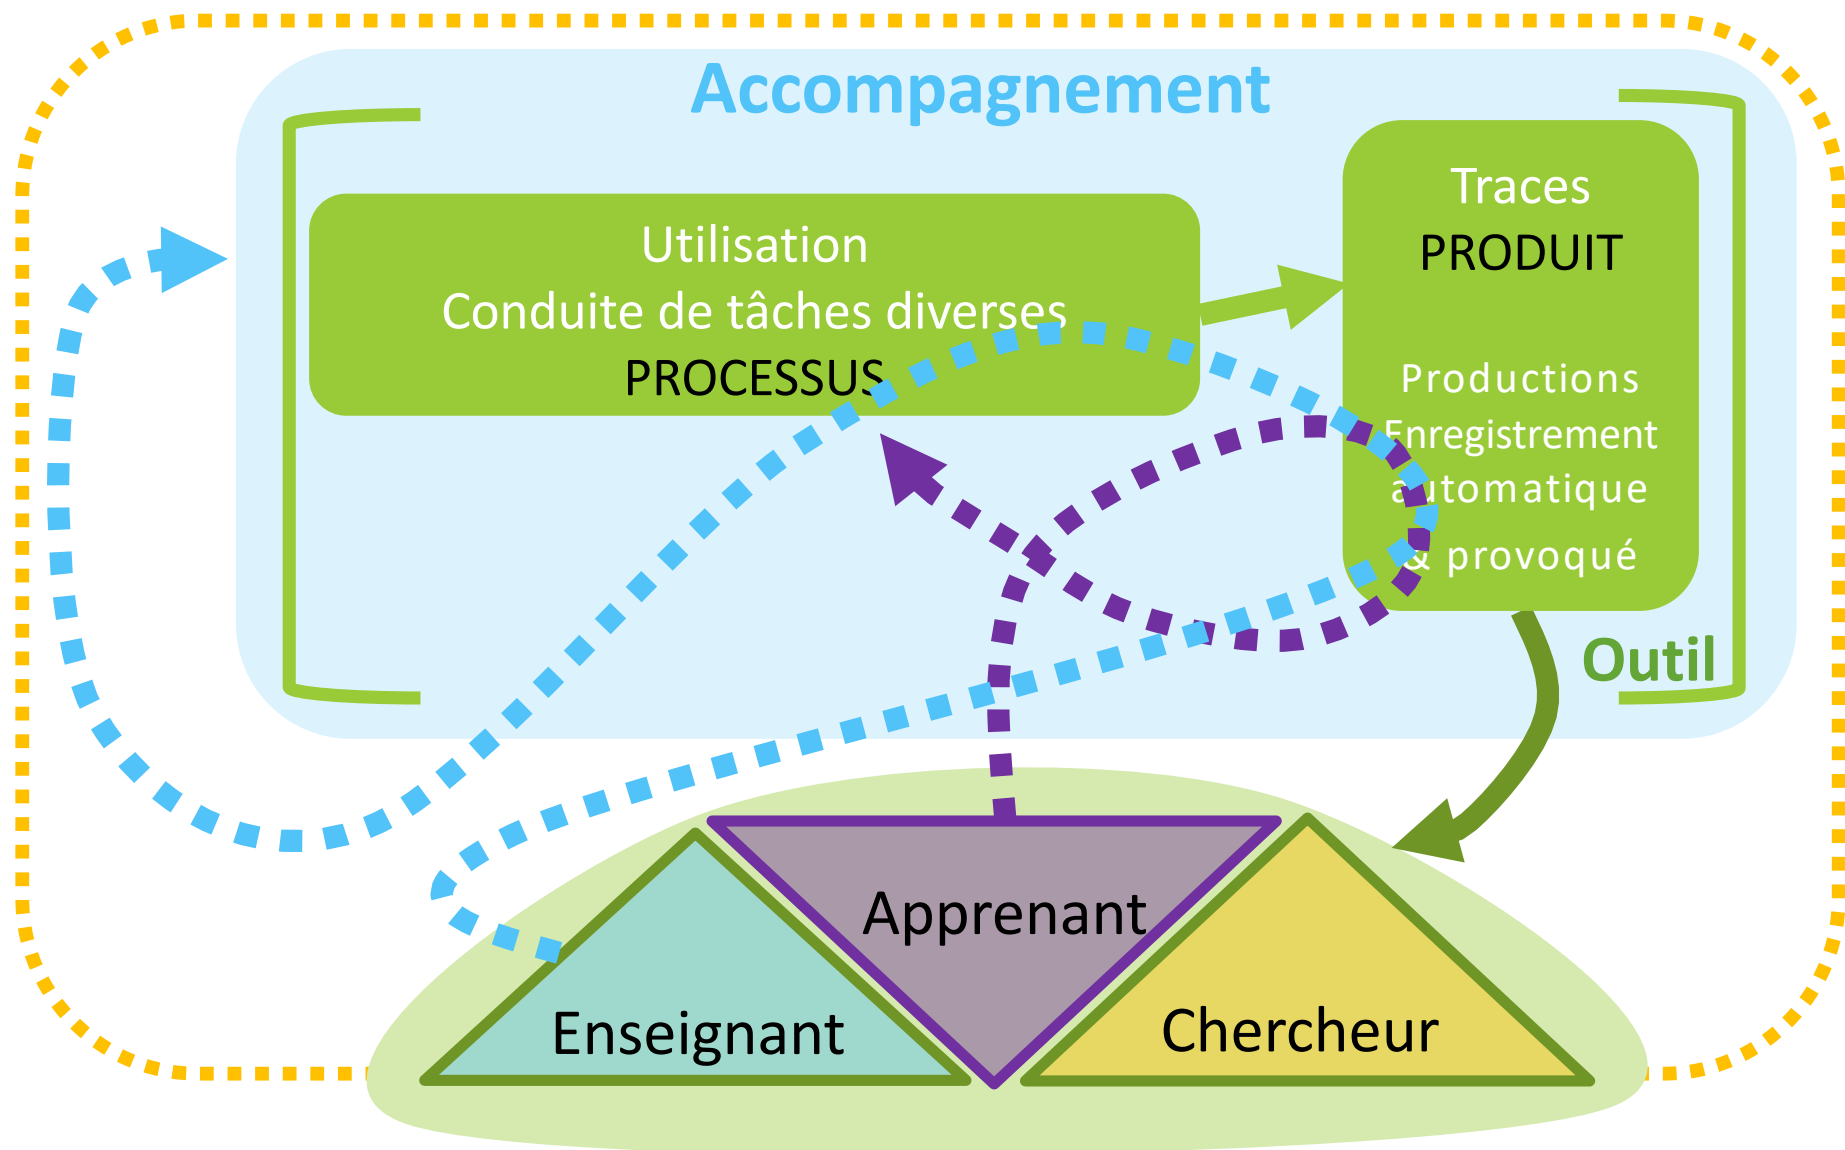 Accompagnement
Utilisation
Conduite de tâches diverses
PROCESSUS
Traces
PRODUIT
Productions
Enregistrement
automatique
& provoqué
Outil
Apprenant
Enseignant
Chercheur